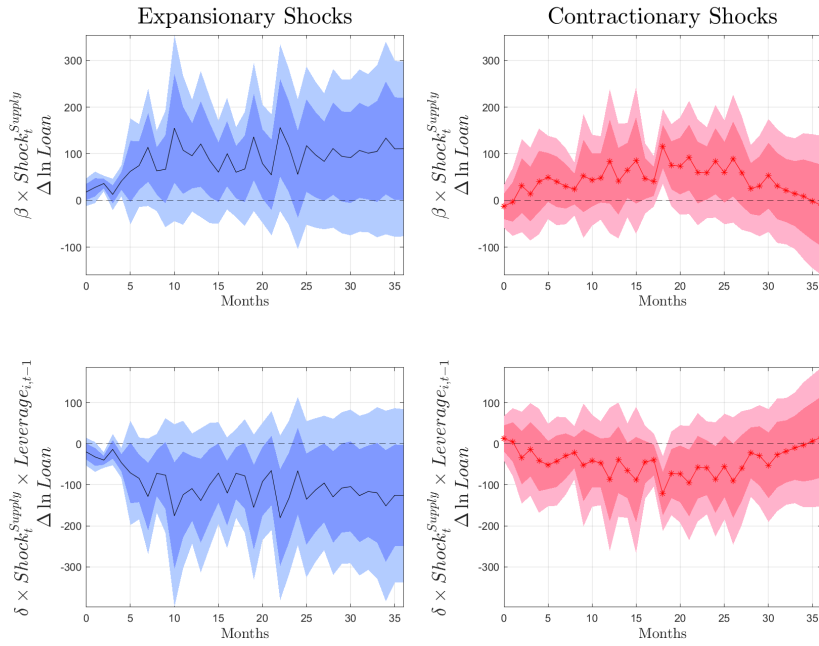 Expansionary Shocks
Contractionary Shocks
β × Shock_t^{Supply}
Δ ln Loan
300
200
100
0
-100
0 5 10 15 20 25 30 35
Months
β × Shock_t^{Supply}
Δ ln Loan
300
200
100
0
-100
0 5 10 15 20 25 30 35
Months
δ × Shock_t^{Supply} × Leverage_{i,t−1}
Δ ln Loan
100
0
-100
-200
-300
0 5 10 15 20 25 30 35
Months
δ × Shock_t^{Supply} × Leverage_{i,t−1}
Δ ln Loan
100
0
-100
-200
-300
0 5 10 15 20 25 30 35
Months